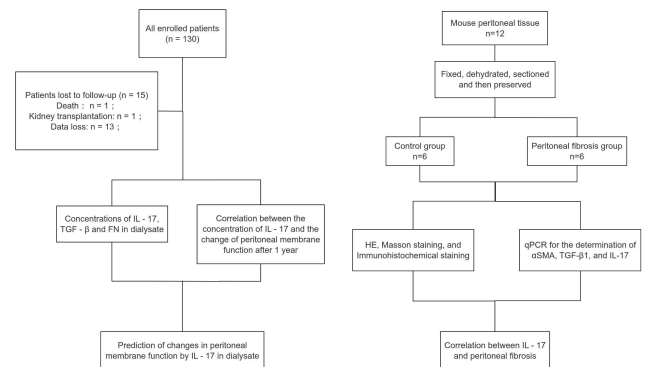 All enrolled patients
(n = 130)
Patients lost to follow-up (n = 15)
Death： n = 1；
Kidney transplantation: n = 1；
Data loss: n = 13；
Concentrations of IL - 17,
TGF - β and FN in dialysate
Correlation between the
concentration of IL - 17 and the
change of peritoneal membrane
function after 1 year
Prediction of changes in peritoneal
membrane function by IL - 17 in dialysate
Mouse peritoneal tissue
n=12
Fixed, dehydrated, sectioned
and then preserved
Control group
n=6
Peritoneal fibrosis group
n=6
HE, Masson staining, and
Immunohistochemical staining
qPCR for the determination of
αSMA, TGF-β1, and IL-17
Correlation between IL - 17
and peritoneal fibrosis